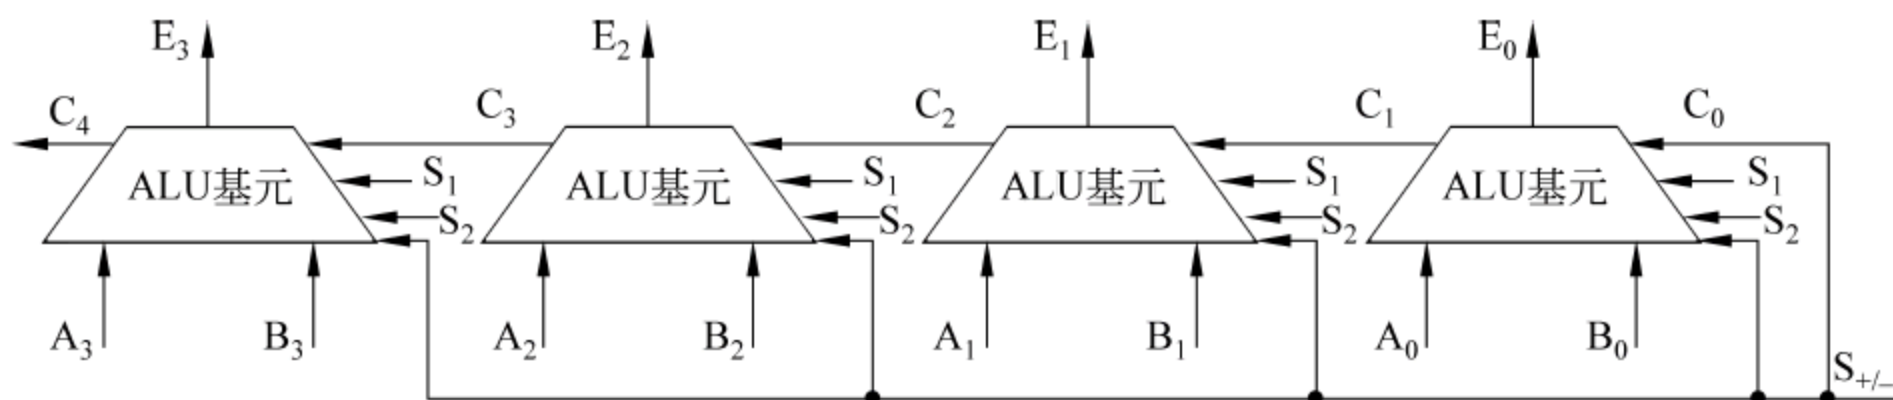 E₃ E₂ E₁ E₀
C₄ C₃ C₂ C₁ C₀
ALU基元 S₁ ALU基元 S₁ ALU基元 S₁ ALU基元 S₁
S₂ S₂ S₂ S₂
A₃ B₃ A₂ B₂ A₁ B₁ A₀ B₀
S₊/₋